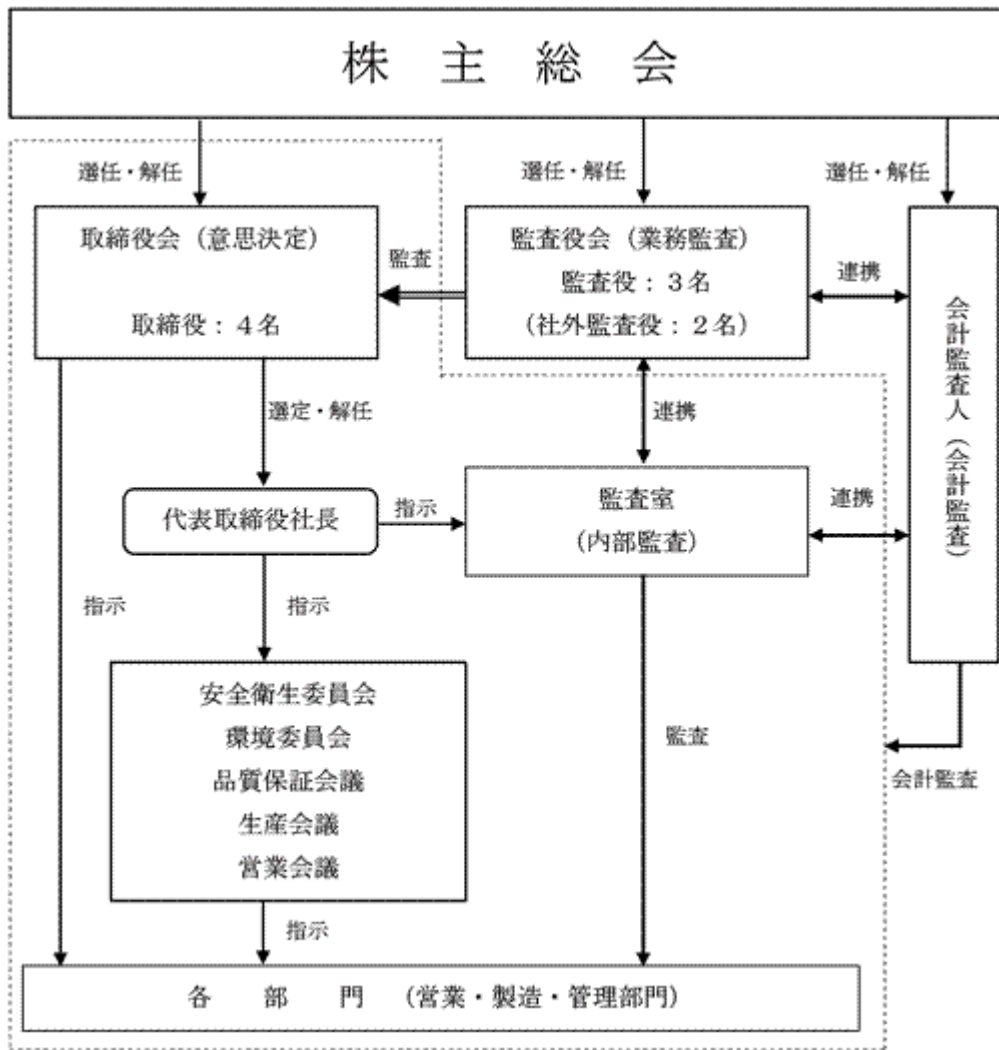 株主総会
選任・解任
選任・解任
選任・解任
取締役会（意思決定）
取締役：４名
監査
監査役会（業務監査）
監査役：３名
（社外監査役：２名）
連携
会計監査人（会計監査）
選定・解任
連携
代表取締役社長
指示
監査室
（内部監査）
連携
指示
指示
安全衛生委員会
環境委員会
品質保証会議
生産会議
営業会議
監査
会計監査
指示
各部門（営業・製造・管理部門）